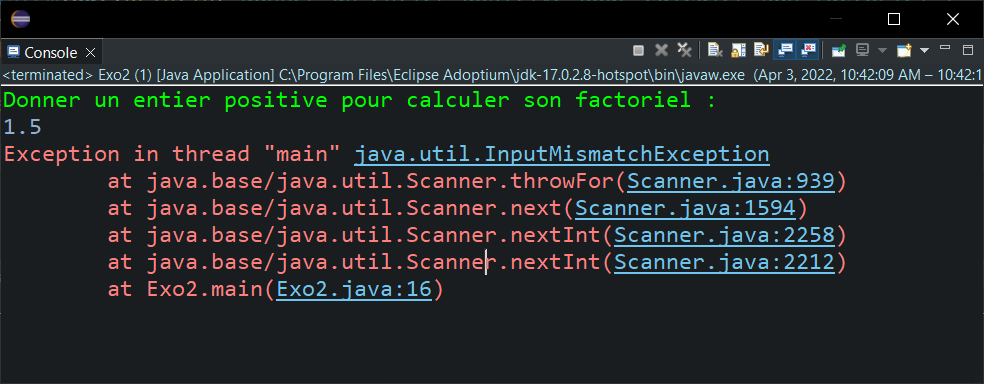 Console
<terminated> Exo2 (1) [Java Application] C:\Program Files\Eclipse Adoptium\jdk-17.0.2.8-hotspot\bin\javaw.exe (Apr 3, 2022, 10:42:09 AM – 10:42:1
Donner un entier positive pour calculer son factoriel :
1.5
Exception in thread "main" java.util.InputMismatchException
at java.base/java.util.Scanner.throwFor(Scanner.java:939)
at java.base/java.util.Scanner.next(Scanner.java:1594)
at java.base/java.util.Scanner.nextInt(Scanner.java:2258)
at java.base/java.util.Scanner.nextInt(Scanner.java:2212)
at Exo2.main(Exo2.java:16)